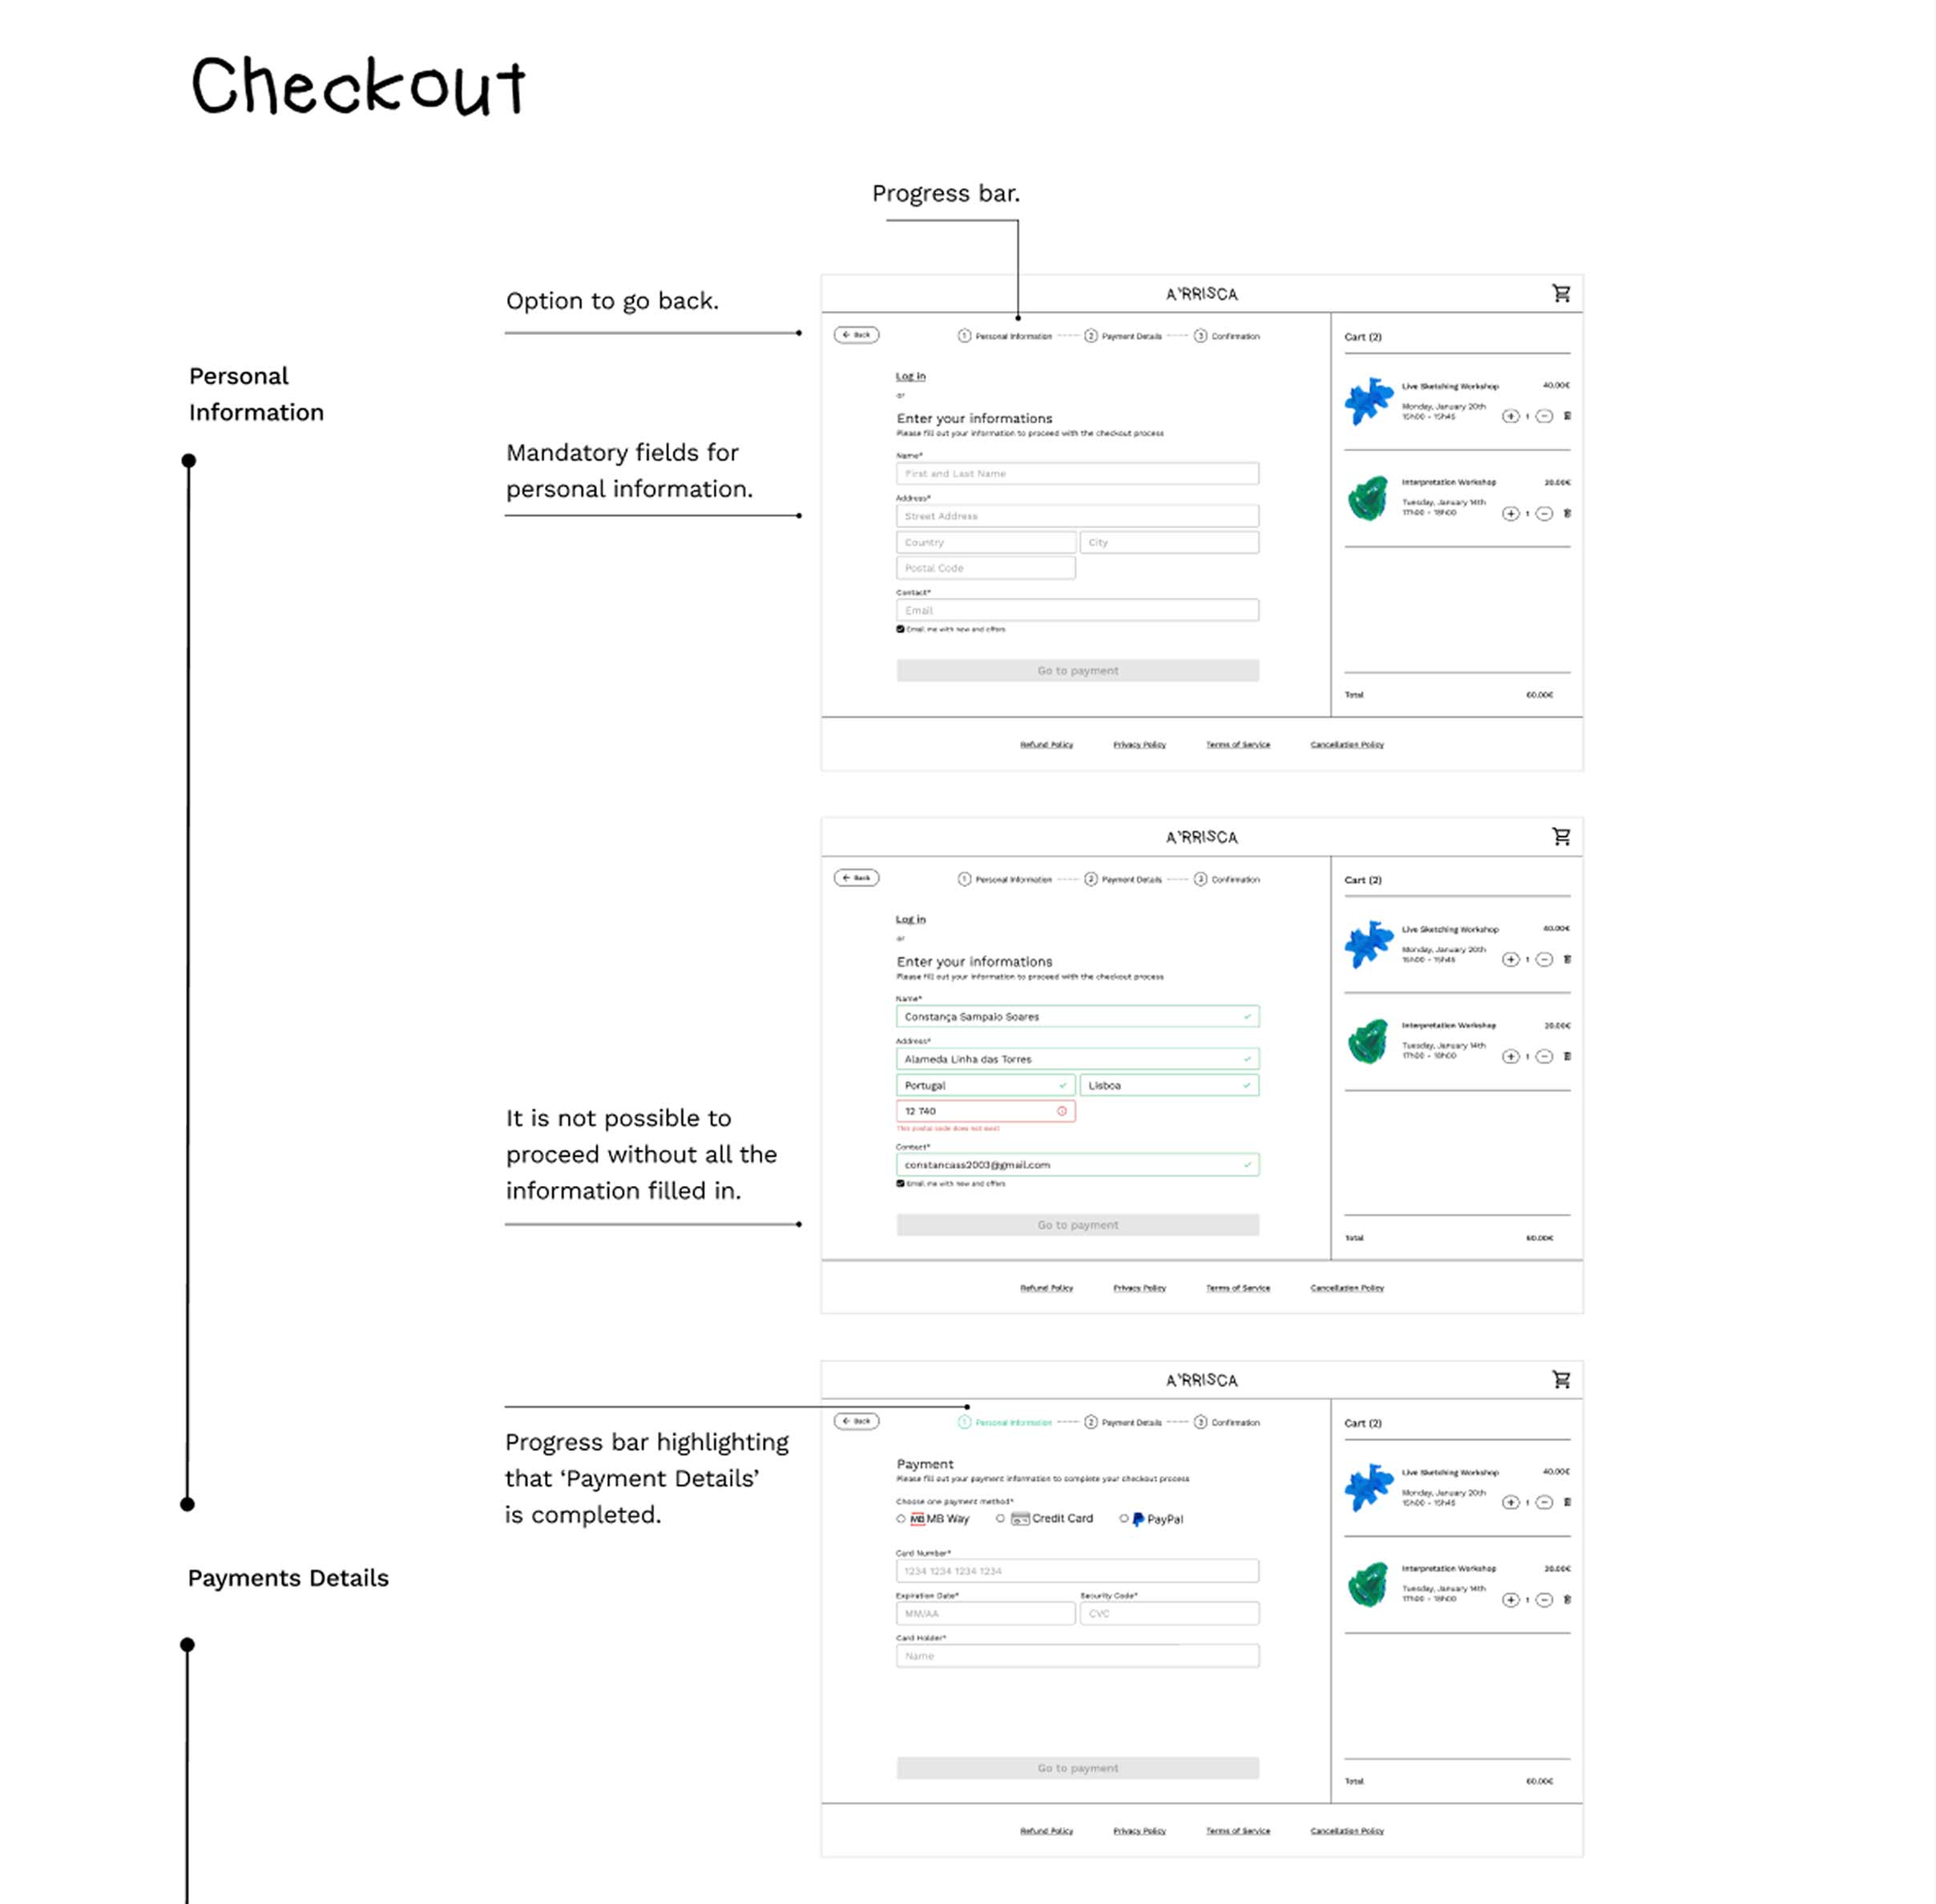 Checkout
Progress bar.
Option to go back.
Personal
Information
Mandatory fields for
personal information.
A'RRISCA
← Back
1 Personal Information
2 Payment Details
3 Confirmation
Log in
or
Enter your informations
Please fill out your information to proceed with the checkout process
Name*
First and Last Name
Address*
Street Address
Country
City
Postal Code
Contact*
Email
Email me with new and offers
Go to payment
Cart (2)
Live Sketching Workshop
40.00€
Monday, January 20th
15h00 - 15h45
1
Interpretation Workshop
20.00€
Tuesday, January 14th
17h00 - 18h00
1
Total
60.00€
Refund Policy
Privacy Policy
Terms of Service
Cancellation Policy
It is not possible to
proceed without all the
information filled in.
A'RRISCA
← Back
1 Personal Information
2 Payment Details
3 Confirmation
Log in
or
Enter your informations
Please fill out your information to proceed with the checkout process
Name*
Constança Sampaio Soares
Address*
Alameda Linha das Torres
Portugal
Lisboa
12 740
This postal code does not exist
Contact*
constancass2003@gmail.com
Email me with new and offers
Go to payment
Cart (2)
Live Sketching Workshop
40.00€
Monday, January 20th
15h00 - 15h45
1
Interpretation Workshop
20.00€
Tuesday, January 14th
17h00 - 18h00
1
Total
60.00€
Refund Policy
Privacy Policy
Terms of Service
Cancellation Policy
Progress bar highlighting
that ‘Payment Details’
is completed.
Payments Details
A'RRISCA
← Back
1 Personal Information
2 Payment Details
3 Confirmation
Payment
Please fill out your payment information to complete your checkout process
Choose one payment method*
MB MB Way
Credit Card
PayPal
Card Number*
1234 1234 1234 1234
Expiration Date*
Security Code*
MM/AA
CVC
Card Holder*
Name
Go to payment
Cart (2)
Live Sketching Workshop
40.00€
Monday, January 20th
15h00 - 15h45
1
Interpretation Workshop
20.00€
Tuesday, January 14th
17h00 - 18h00
1
Total
60.00€
Refund Policy
Privacy Policy
Terms of Service
Cancellation Policy